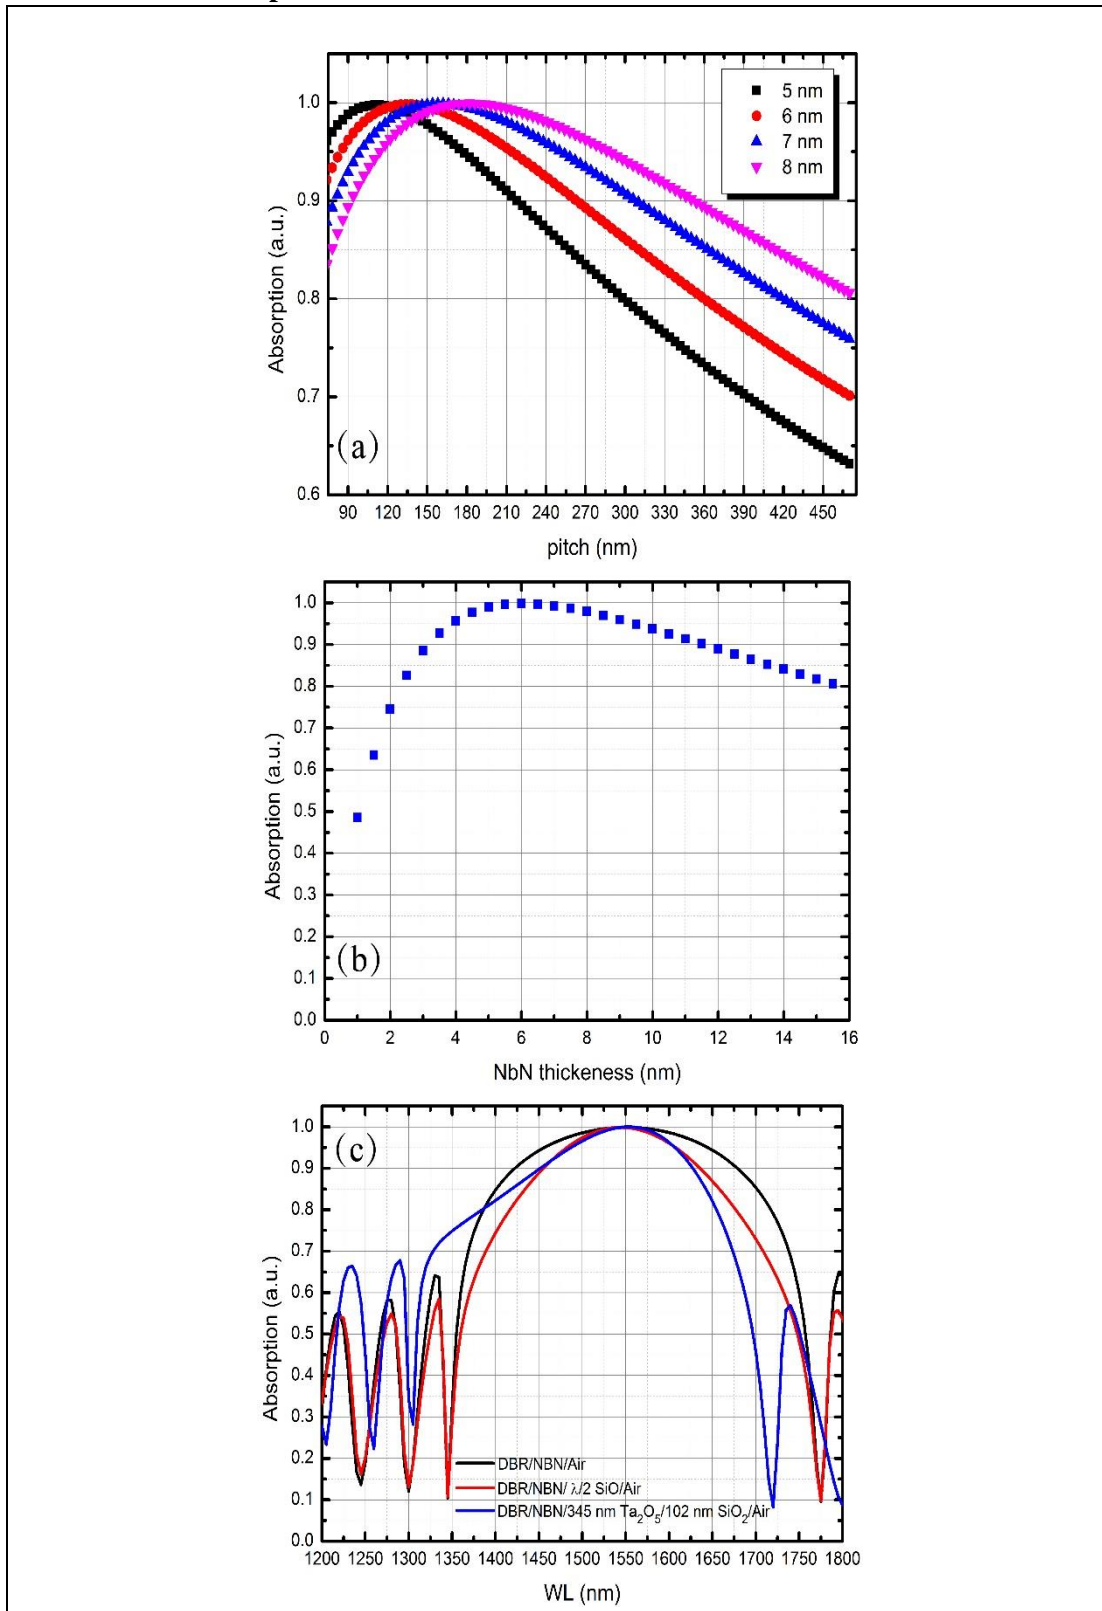 5 nm
6 nm
7 nm
8 nm
1.0
0.9
0.8
0.7
0.6
Absorption (a.u.)
(a)
90 120 150 180 210 240 270 300 330 360 390 420 450
pitch (nm)
1.0
0.9
0.8
0.7
0.6
0.5
0.4
0.3
0.2
0.1
0.0
Absorption (a.u.)
(b)
0 2 4 6 8 10 12 14 16
NbN thickeness (nm)
(c)
1.0
0.9
0.8
0.7
0.6
0.5
0.4
0.3
0.2
0.1
0.0
Absorption (a.u.)
DBR/NBN/Air
DBR/NBN/ λ/2 SiO/Air
DBR/NBN/345 nm Ta₂O₅/102 nm SiO₂/Air
1200 1250 1300 1350 1400 1450 1500 1550 1600 1650 1700 1750 1800
WL (nm)